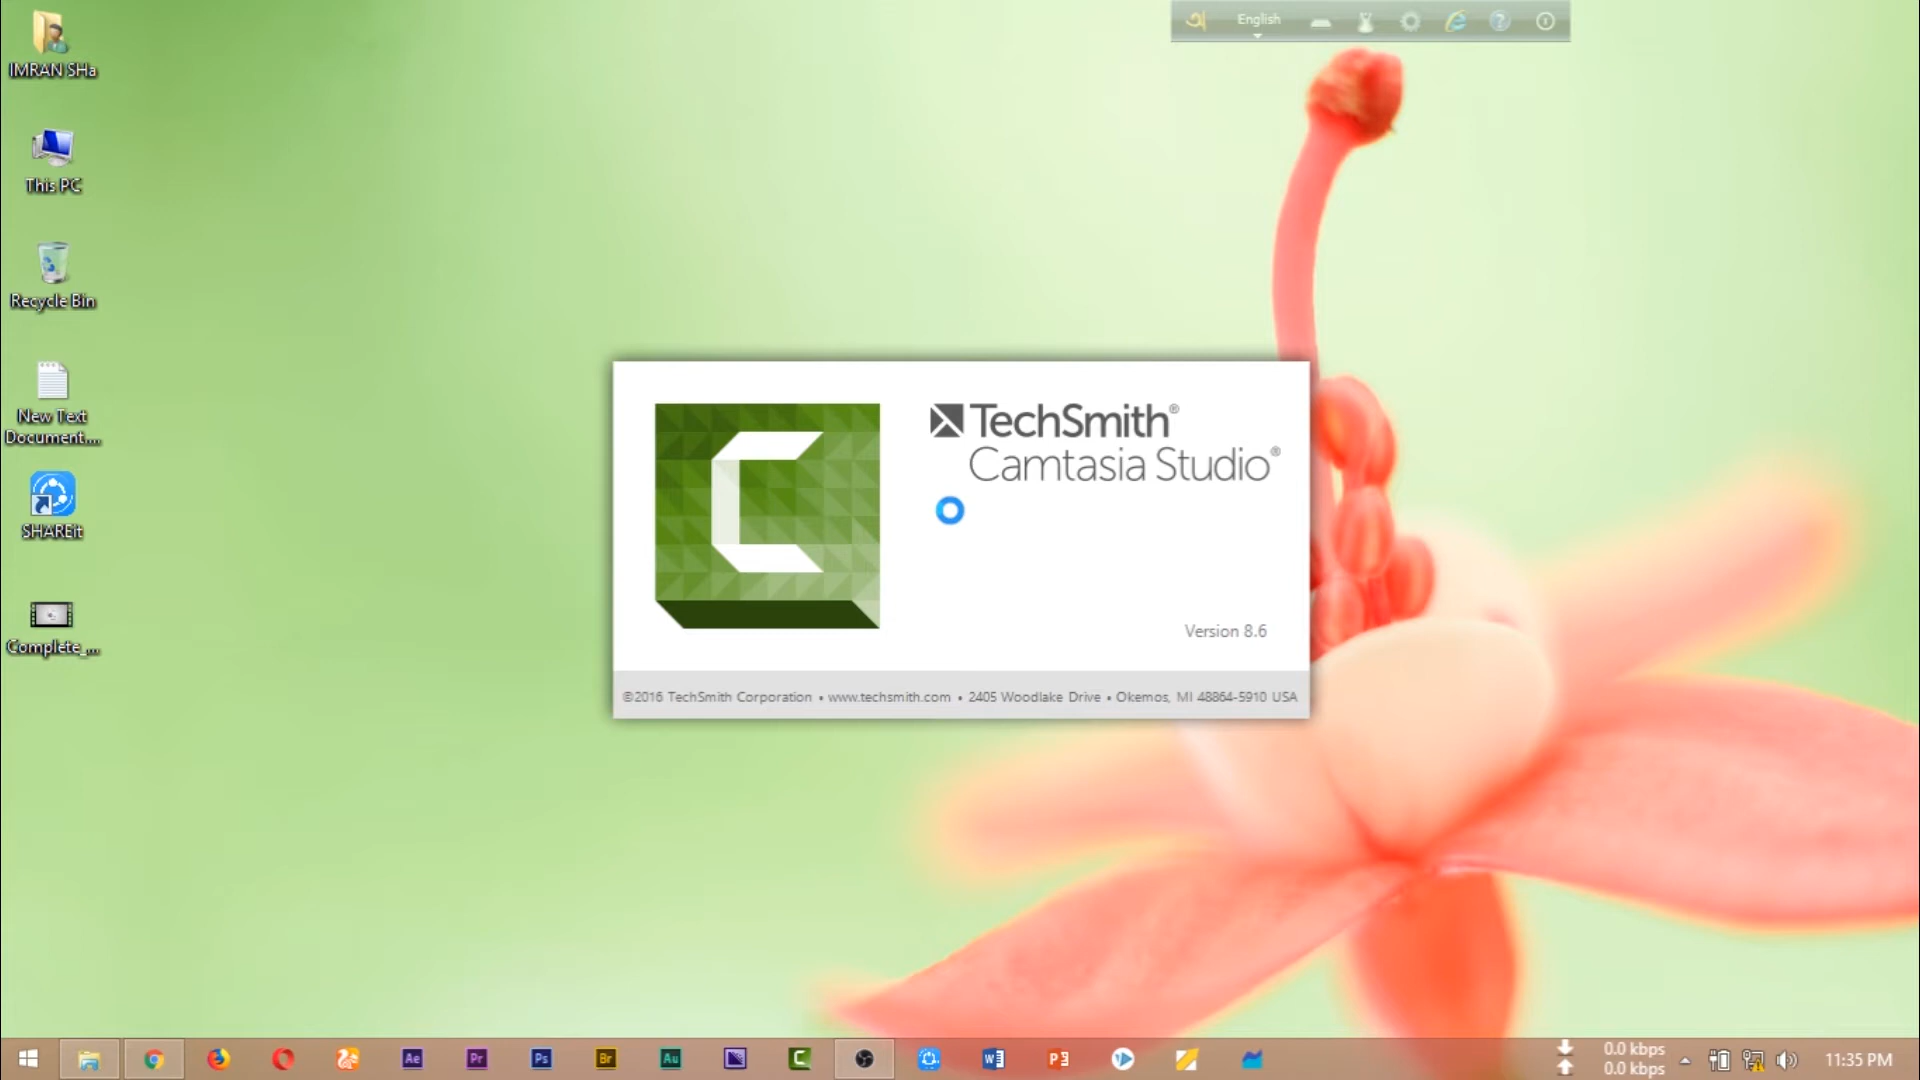 অ English
IMRAN SHa
This PC
Recycle Bin
New Text
Document....
SHAREit
Complete_...
TechSmith®
Camtasia Studio®
Version 8.6
©2016 TechSmith Corporation • www.techsmith.com • 2405 Woodlake Drive • Okemos, MI 48864-5910 USA
Ae Pr Ps Br Au
0.0 kbps
0.0 kbps
11:35 PM